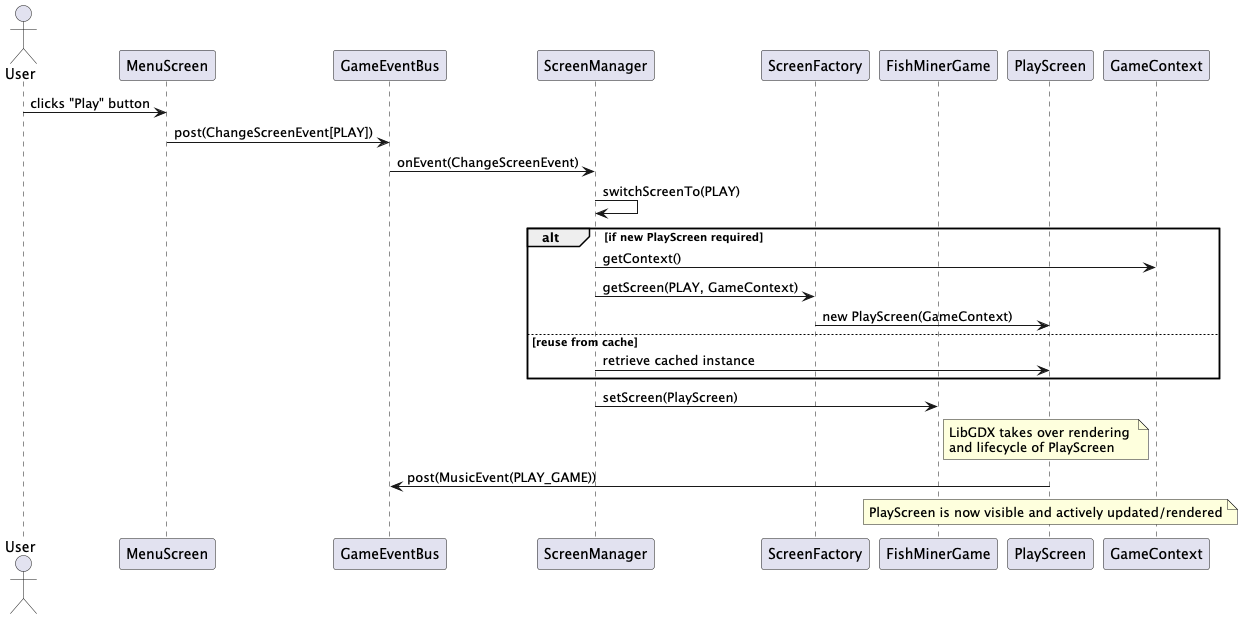 User
MenuScreen
GameEventBus
ScreenManager
ScreenFactory
FishMinerGame
PlayScreen
GameContext
clicks "Play" button
post(ChangeScreenEvent[PLAY])
onEvent(ChangeScreenEvent)
switchScreenTo(PLAY)
alt
[if new PlayScreen required]
getContext()
getScreen(PLAY, GameContext)
new PlayScreen(GameContext)
[reuse from cache]
retrieve cached instance
setScreen(PlayScreen)
LibGDX takes over rendering
and lifecycle of PlayScreen
post(MusicEvent(PLAY_GAME))
PlayScreen is now visible and actively updated/rendered
User
MenuScreen
GameEventBus
ScreenManager
ScreenFactory
FishMinerGame
PlayScreen
GameContext